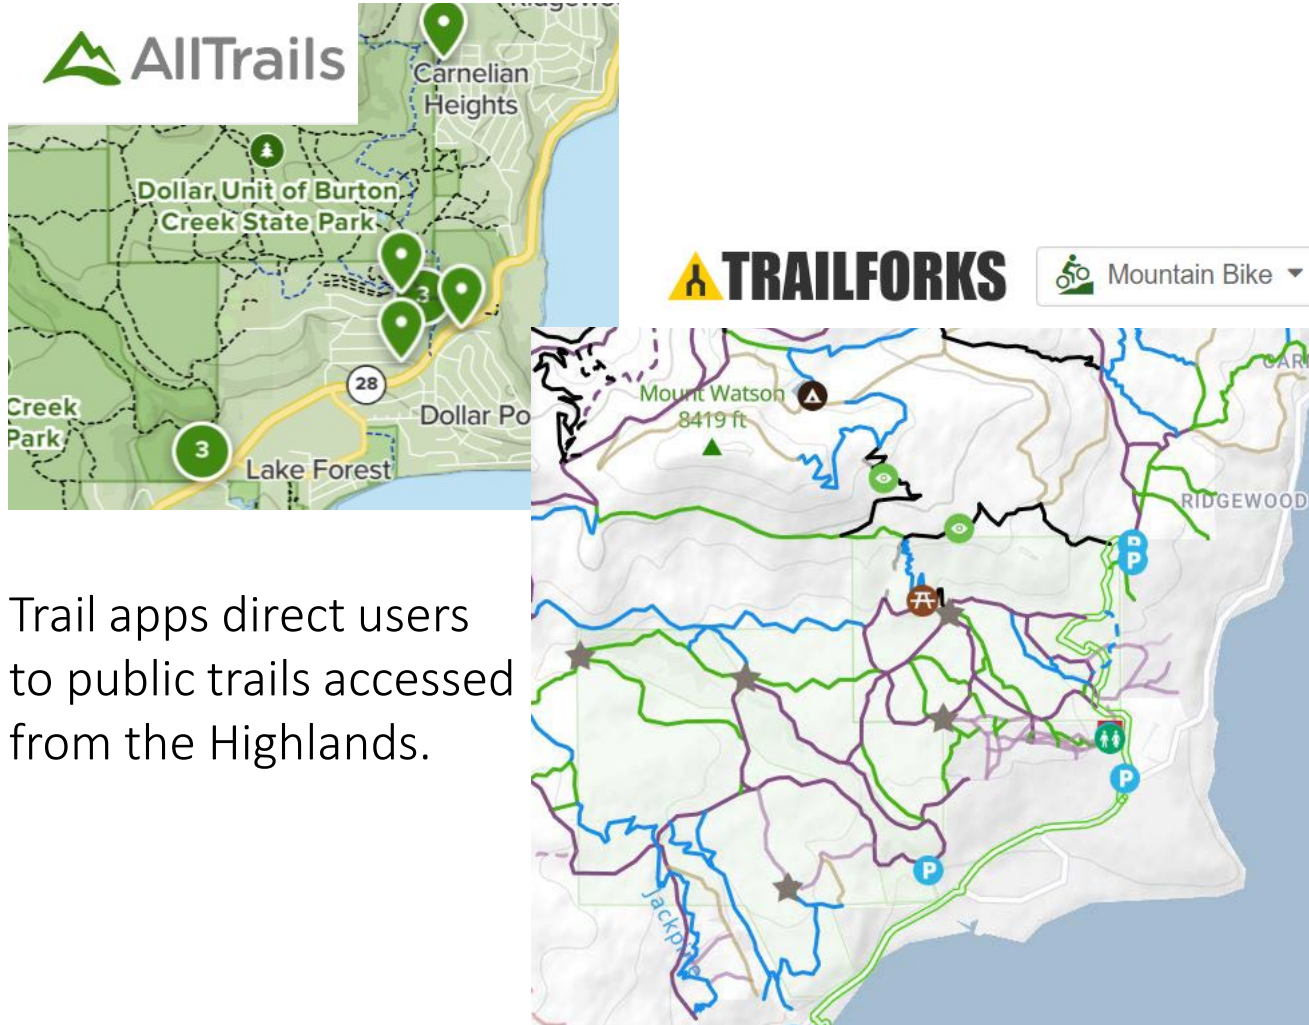 AllTrails
Carnelian
Heights
Dollar Unit of Burton
Creek State Park
3
28
Creek
Park
3
Dollar Po
Lake Forest
TRAILFORKS
Mountain Bike
Mount Watson
8419 ft
RIDGEWOOD
P
P
P
P
Trail apps direct users
to public trails accessed
from the Highlands.